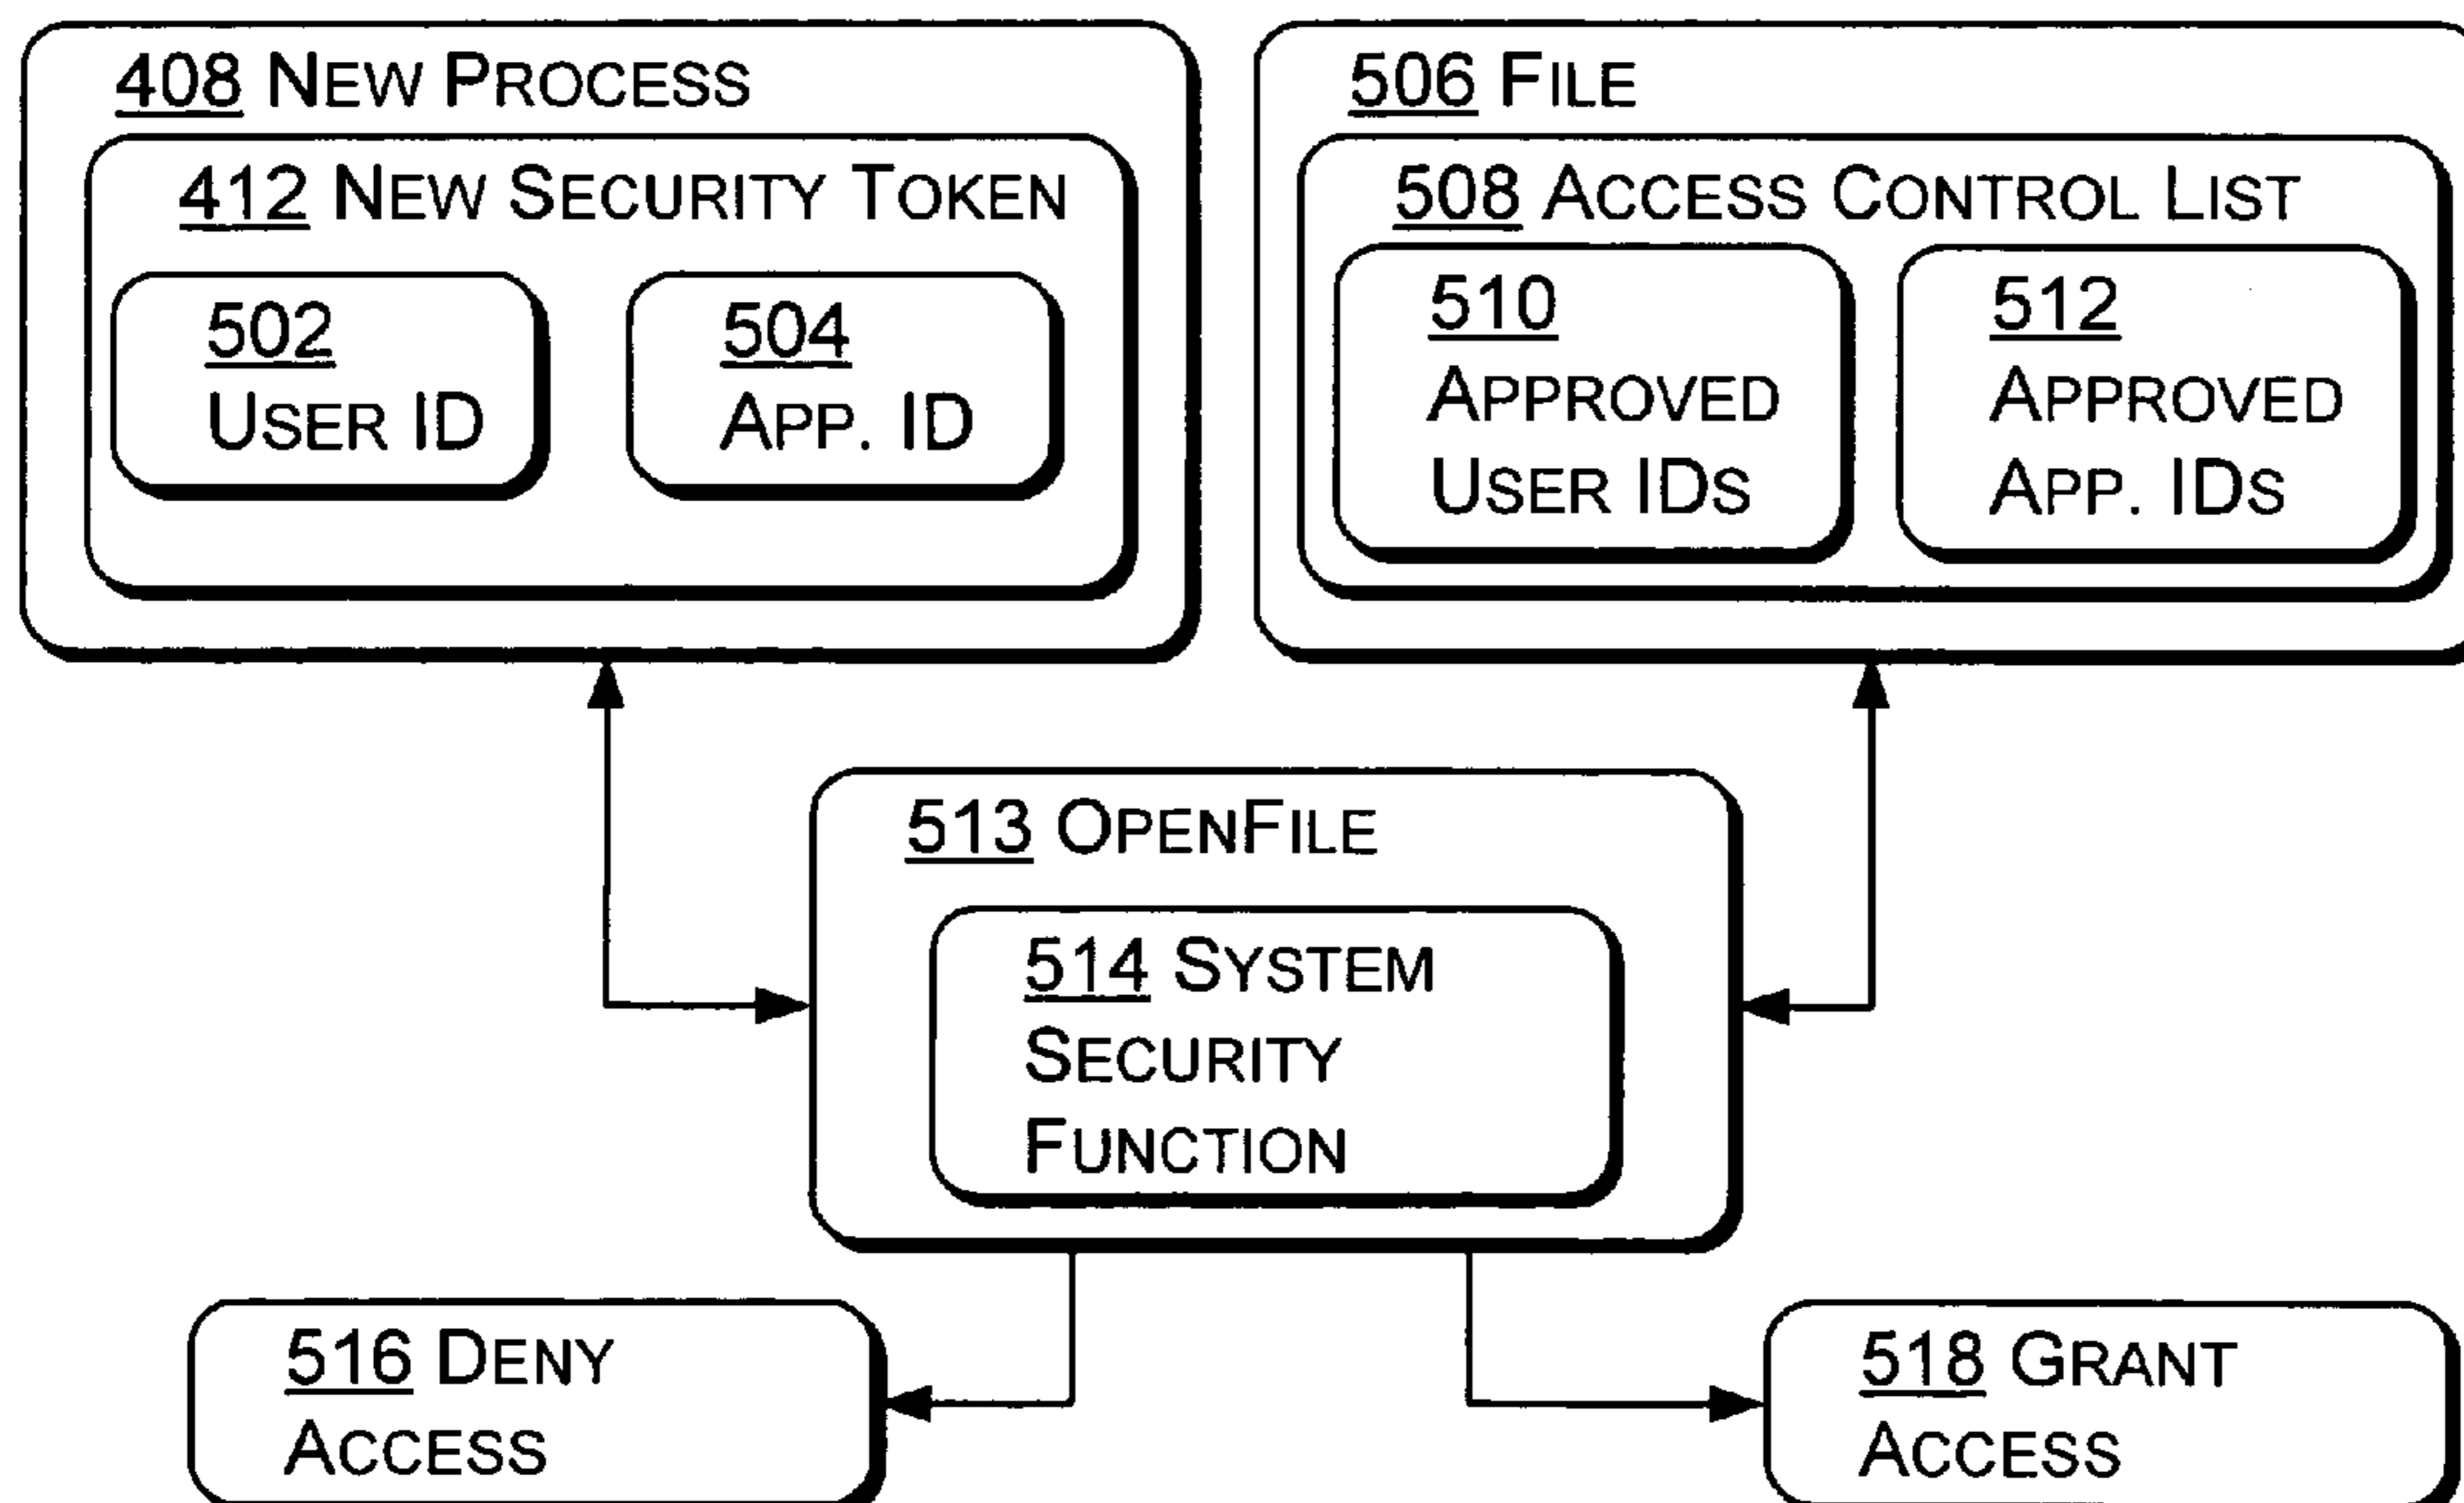 408 NEW PROCESS
412 NEW SECURITY TOKEN
502
USER ID
504
APP. ID
506 FILE
508 ACCESS CONTROL LIST
510
APPROVED
USER IDS
512
APPROVED
APP. IDS
513 OPENFILE
514 SYSTEM
SECURITY
FUNCTION
516 DENY
ACCESS
518 GRANT
ACCESS